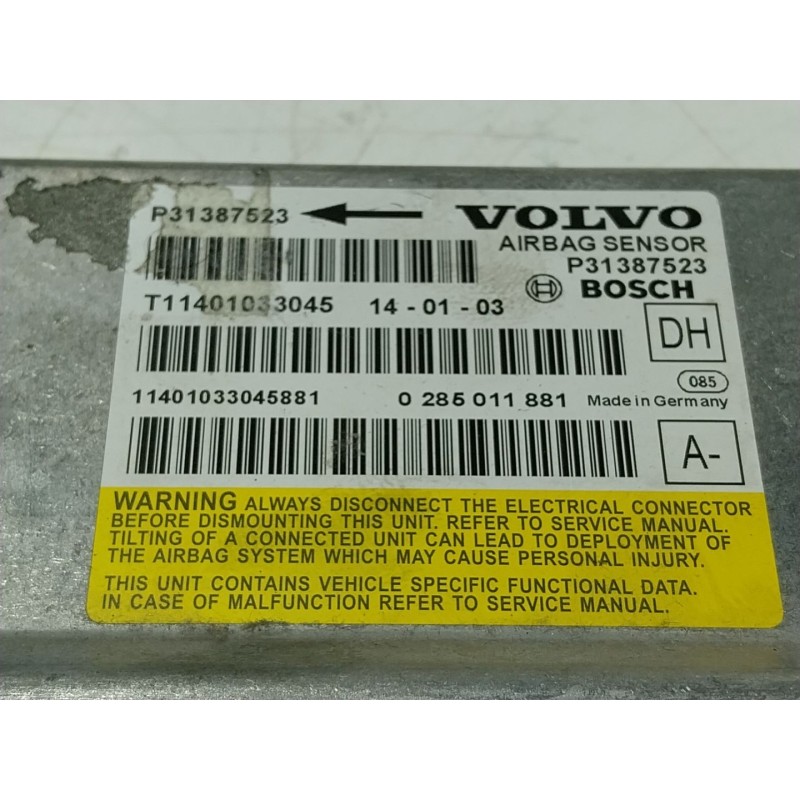 P31387523 VOLVO
AIRBAG SENSOR
P31387523
BOSCH
T11401033045 14-01-03
DH
085
11401033045881 0 285 011 881 Made in Germany
A-
WARNING ALWAYS DISCONNECT THE ELECTRICAL CONNECTOR
BEFORE DISMOUNTING THIS UNIT. REFER TO SERVICE MANUAL.
TILTING OF A CONNECTED UNIT CAN LEAD TO DEPLOYMENT OF
THE AIRBAG SYSTEM WHICH MAY CAUSE PERSONAL INJURY.
THIS UNIT CONTAINS VEHICLE SPECIFIC FUNCTIONAL DATA.
IN CASE OF MALFUNCTION REFER TO SERVICE MANUAL.